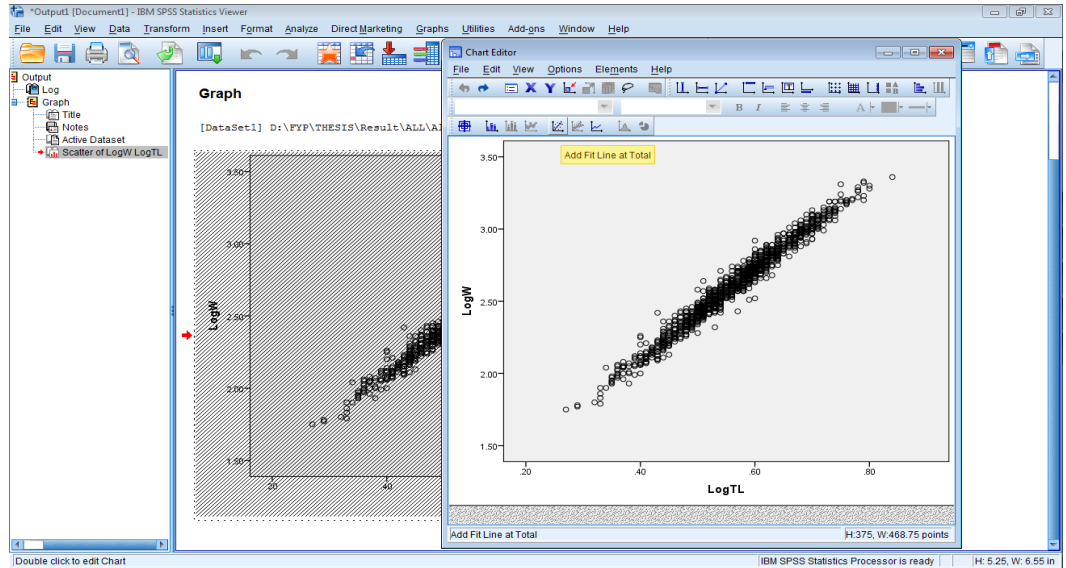 *Output1 [Document1] - IBM SPSS Statistics Viewer
File Edit View Data Transform Insert Format Analyze Direct Marketing Graphs Utilities Add-ons Window Help
Output
Log
Graph
Title
Notes
Active Dataset
Scatter of LogW LogTL
Graph
[DataSet1] D:\FYP\THESIS\Result\ALL\A
3.50
3.00
2.50
2.00
1.50
LogW
.20
.40
Chart Editor
File Edit View Options Elements Help
X Y
B I A
Add Fit Line at Total
3.50
3.00
2.50
2.00
1.50
LogW
.20 .40 .60 .80
LogTL
Add Fit Line at Total H:375, W:468.75 points
Double click to edit Chart IBM SPSS Statistics Processor is ready H: 5.25, W: 6.55 in